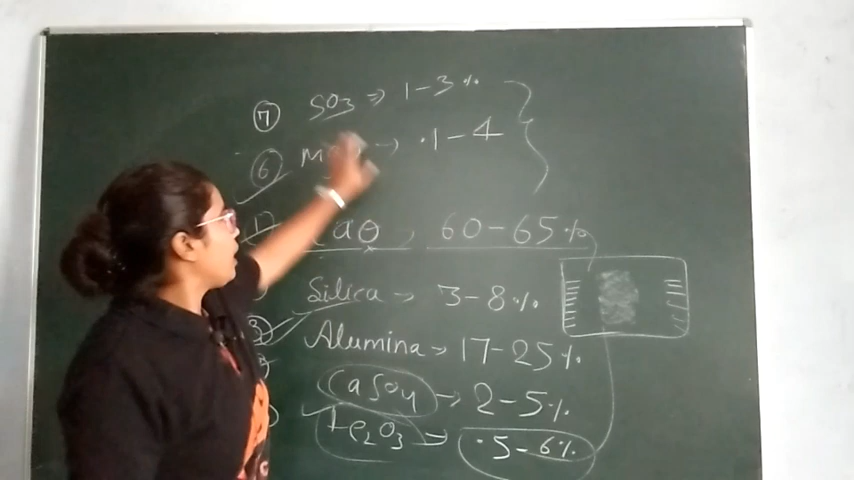 7 SO3 ⇒ 1-3%
6 M → .1-4
1 CaO, 60-65%
Silica → 3-8%
3 Alumina → 17-25%
CaSO4 → 2-5%
Fe2O3 → .5-6%